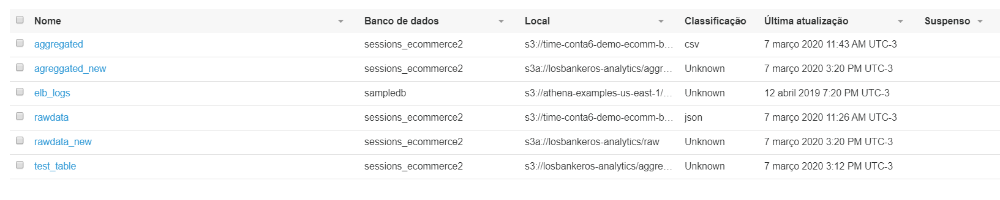 Nome Banco de dados Local Classificação Última atualização Suspenso
aggregated sessions_ecommerce2 s3://time-conta6-demo-ecomm-b... csv 7 março 2020 11:43 AM UTC-3
agreggated_new sessions_ecommerce2 s3a://losbankeros-analytics/aggr... Unknown 7 março 2020 3:20 PM UTC-3
elb_logs sampledb s3://athena-examples-us-east-1/... Unknown 12 abril 2019 7:20 PM UTC-3
rawdata sessions_ecommerce2 s3://time-conta6-demo-ecomm-b... json 7 março 2020 11:26 AM UTC-3
rawdata_new sessions_ecommerce2 s3a://losbankeros-analytics/raw Unknown 7 março 2020 3:20 PM UTC-3
test_table sessions_ecommerce2 s3://losbankeros-analytics/aggre... Unknown 7 março 2020 3:12 PM UTC-3